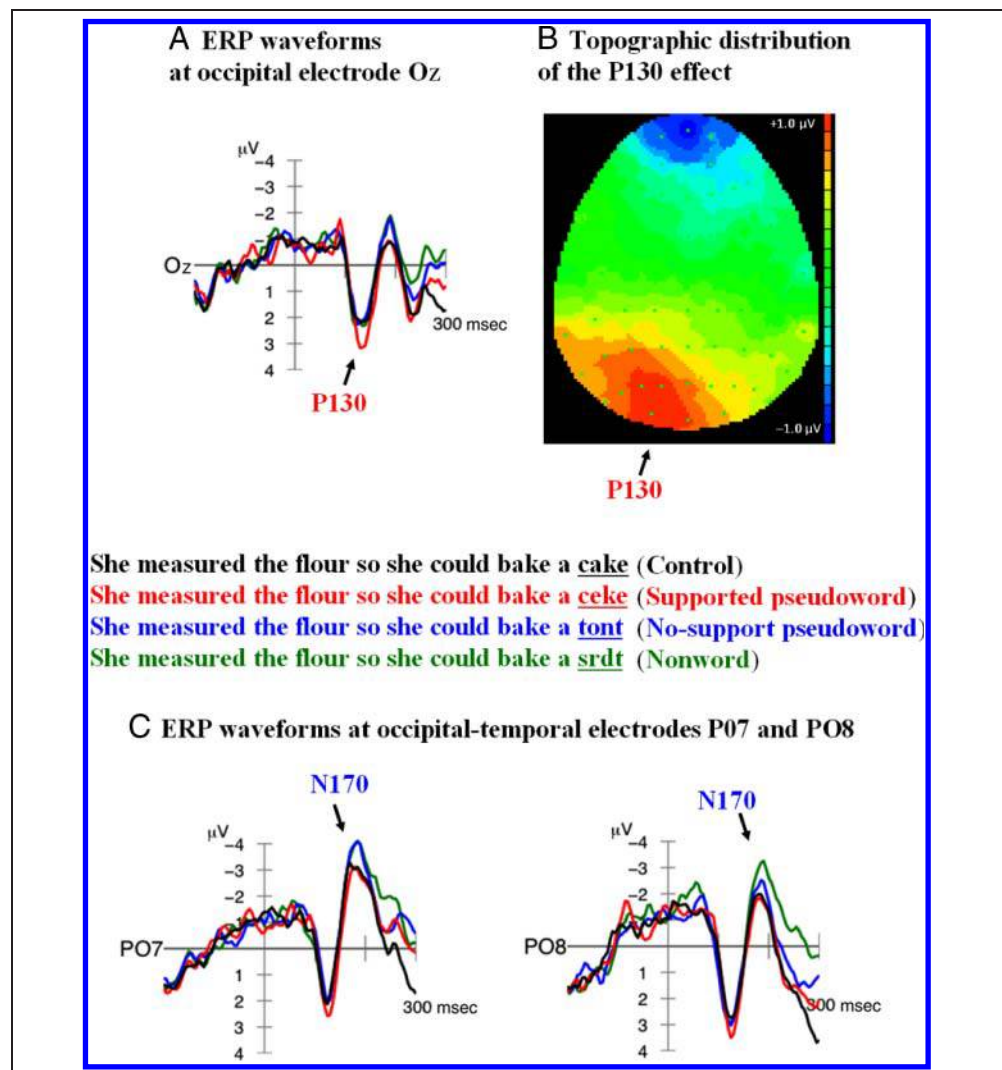 A ERP waveforms
at occipital electrode Oz
µV
−4
−3
−2
−1
Oz
1
2
3
4
300 msec
P130
B Topographic distribution
of the P130 effect
+1.0 µV
−1.0 µV
P130
She measured the flour so she could bake a cake (Control)
She measured the flour so she could bake a ceke (Supported pseudoword)
She measured the flour so she could bake a tont (No-support pseudoword)
She measured the flour so she could bake a srdt (Nonword)
C ERP waveforms at occipital-temporal electrodes P07 and PO8
N170
µV
−4
−3
−2
−1
PO7
1
2
3
4
300 msec
N170
µV
−4
−3
−2
−1
PO8
1
2
3
4
300 msec